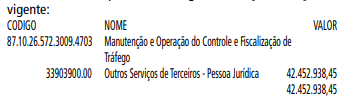 vigente:
CODIGO NOME VALOR
87.10.26.572.3009.4703 Manutenção e Operação do Controle e Fiscalização de
Tráfego
33903900.00 Outros Serviços de Terceiros - Pessoa Jurídica 42.452.938,45
42.452.938,45